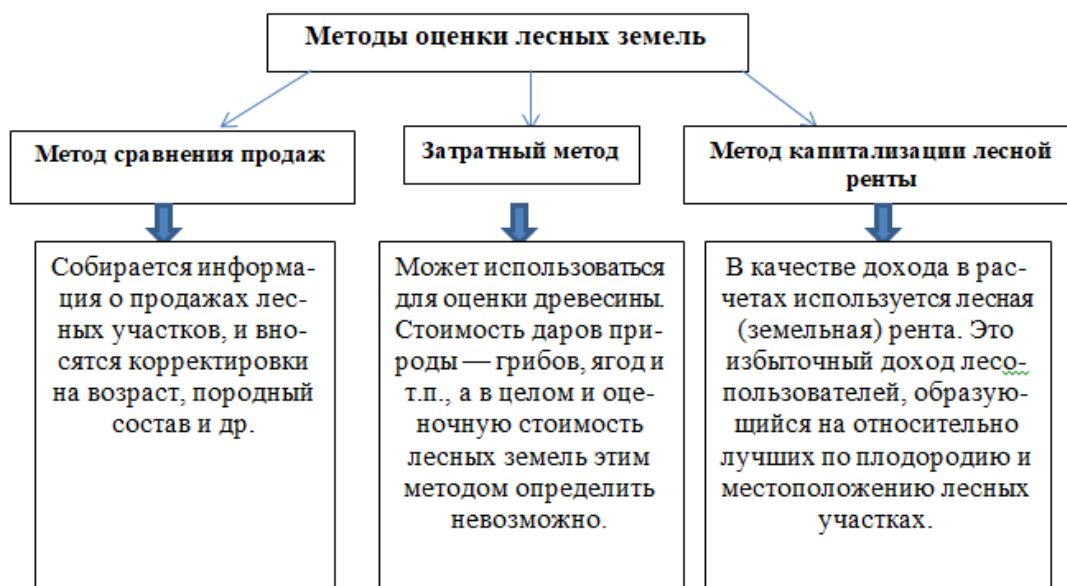 Методы оценки лесных земель
Метод сравнения продаж
Затратный метод
Метод капитализации лесной
ренты
Собирается информа-
ция о продажах лес-
ных участков, и вно-
сятся корректировки
на возраст, породный
состав и др.
Может использоваться
для оценки древесины.
Стоимость даров при-
роды — грибов, ягод и
т.п., а в целом и оце-
ночную стоимость
лесных земель этим
методом определить
невозможно.
В качестве дохода в рас-
четах используется лесная
(земельная) рента. Это
избыточный доход лесо-
пользователей, образую-
щийся на относительно
лучших по плодородию и
местоположению лесных
участках.